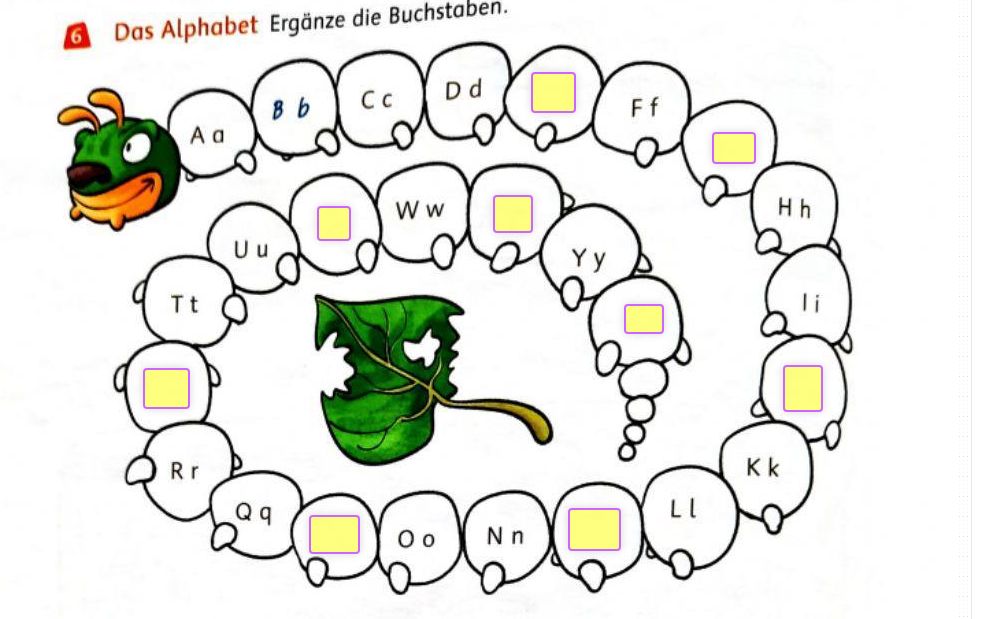 6 Das Alphabet Ergänze die Buchstaben.
A a
B b
C c
D d
F f
H h
I i
K k
L l
N n
O o
Q q
R r
T t
U u
W w
Y y